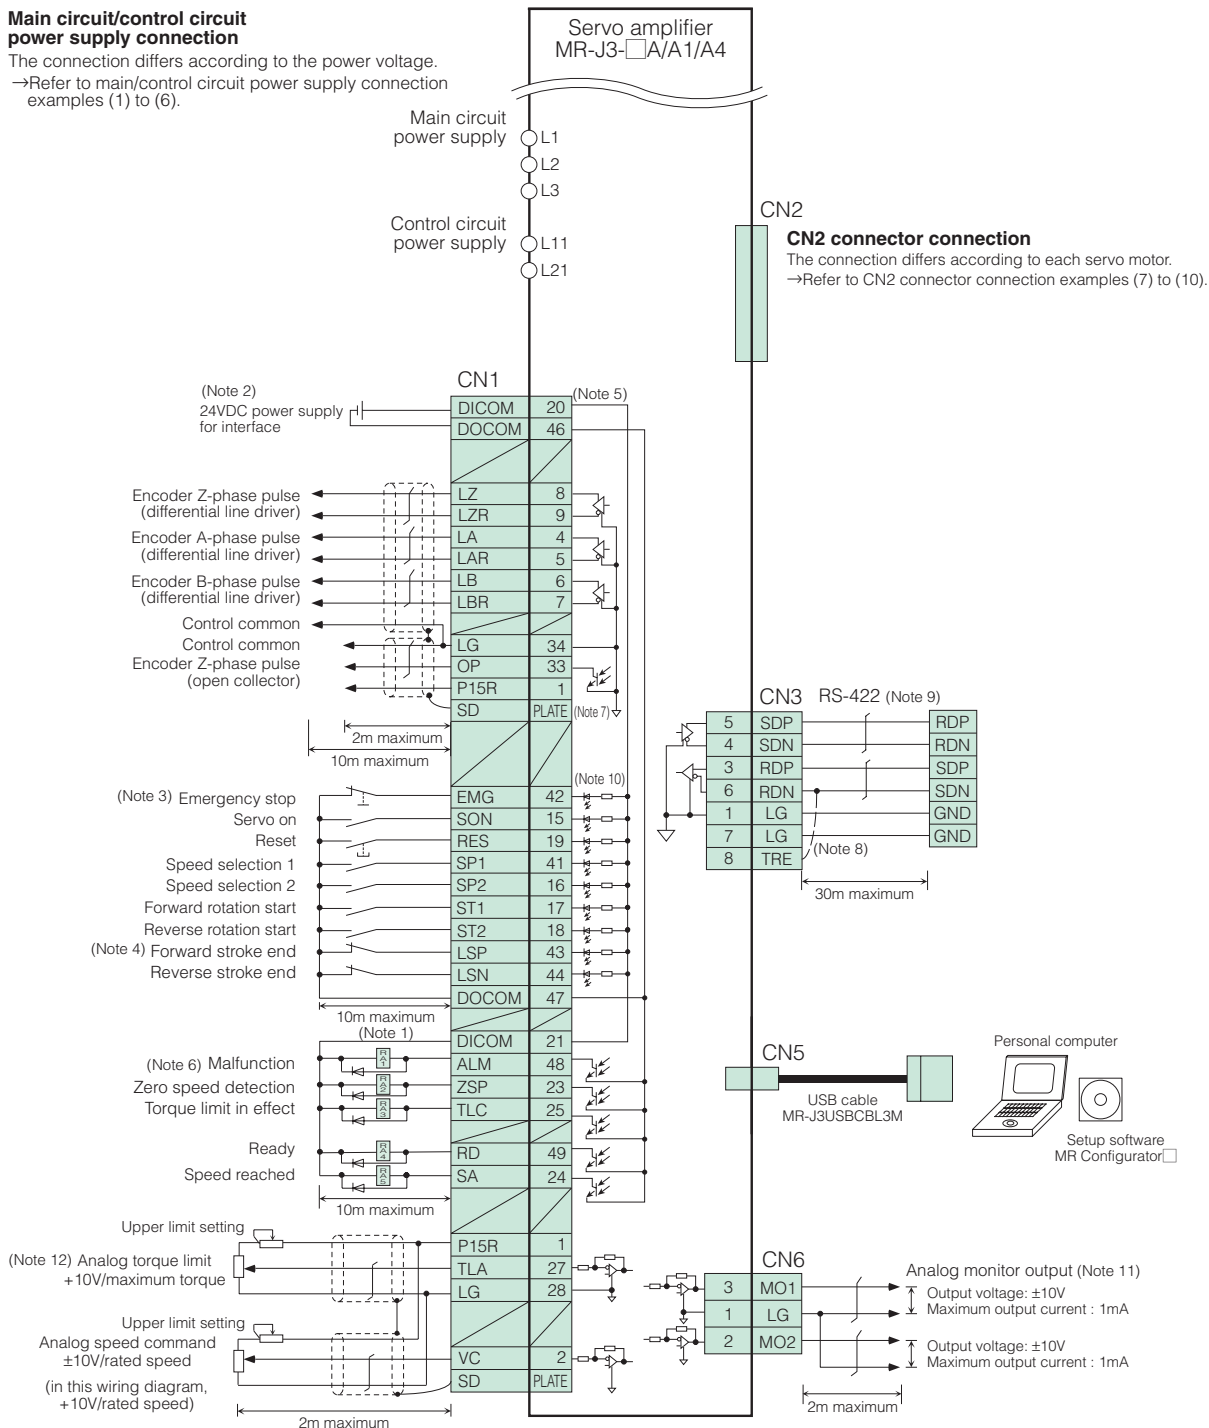 Main circuit/control circuit
power supply connection
The connection differs according to the power voltage.
→Refer to main/control circuit power supply connection
examples (1) to (6).
Servo amplifier
MR-J3-□A/A1/A4
Main circuit
power supply
L1
L2
L3
Control circuit
power supply
L11
L21
CN2
CN2 connector connection
The connection differs according to each servo motor.
→Refer to CN2 connector connection examples (7) to (10).
CN1
(Note 2)
24VDC power supply
for interface
(Note 5)
DICOM 20
DOCOM 46
Encoder Z-phase pulse
(differential line driver)
LZ 8
LZR 9
Encoder A-phase pulse
(differential line driver)
LA 4
LAR 5
Encoder B-phase pulse
(differential line driver)
LB 6
LBR 7
Control common
Control common
LG 34
Encoder Z-phase pulse
(open collector)
OP 33
P15R 1
SD PLATE (Note 7)
2m maximum
10m maximum
(Note 10)
(Note 3) Emergency stop EMG 42
Servo on SON 15
Reset RES 19
Speed selection 1 SP1 41
Speed selection 2 SP2 16
Forward rotation start ST1 17
Reverse rotation start ST2 18
(Note 4) Forward stroke end LSP 43
Reverse stroke end LSN 44
DOCOM 47
10m maximum
(Note 1)
DICOM 21
(Note 6) Malfunction RA1 ALM 48
Zero speed detection RA2 ZSP 23
Torque limit in effect RA3 TLC 25
Ready RA4 RD 49
Speed reached RA5 SA 24
10m maximum
Upper limit setting
P15R 1
(Note 12) Analog torque limit
+10V/maximum torque
TLA 27
LG 28
Upper limit setting
Analog speed command
±10V/rated speed
VC 2
SD PLATE
(in this wiring diagram,
+10V/rated speed)
2m maximum
CN3 RS-422 (Note 9)
5 SDP RDP
4 SDN RDN
3 RDP SDP
6 RDN SDN
1 LG GND
7 LG GND
8 TRE
(Note 8)
30m maximum
CN5
USB cable
MR-J3USBCBL3M
Personal computer
Setup software
MR Configurator□
CN6
3 MO1
1 LG
2 MO2
Analog monitor output (Note 11)
Output voltage: ±10V
Maximum output current : 1mA
Output voltage: ±10V
Maximum output current : 1mA
2m maximum